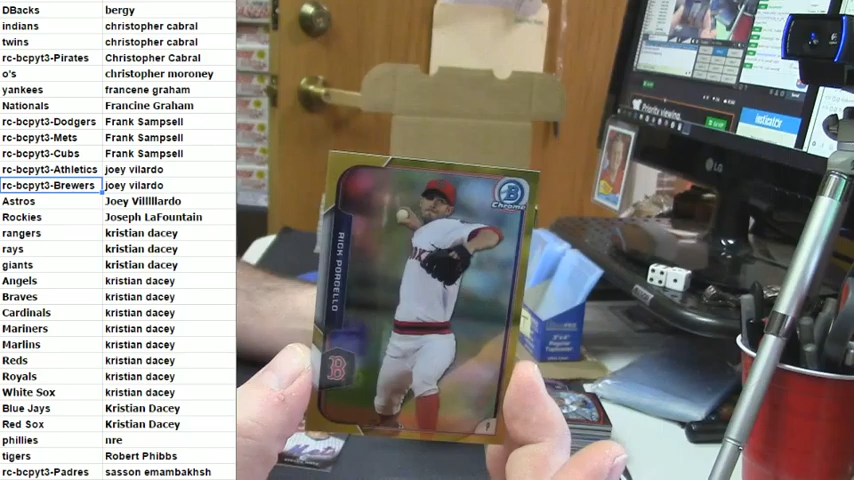 DBacks bergy
indians christopher cabral
twins christopher cabral
rc-bcpyt3-Pirates Christopher Cabral
o's christopher moroney
yankees francene graham
Nationals Francine Graham
rc-bcpyt3-Dodgers Frank Sampsell
rc-bcpyt3-Mets Frank Sampsell
rc-bcpyt3-Cubs Frank Sampsell
rc-bcpyt3-Athletics joey vilardo
rc-bcpyt3-Brewers joey vilardo
Astros Joey Villlllardo
Rockies Joseph LaFountain
rangers kristian dacey
rays kristian dacey
giants kristian dacey
Angels kristian dacey
Braves kristian dacey
Cardinals kristian dacey
Mariners kristian dacey
Marlins kristian dacey
Reds kristian dacey
Royals kristian dacey
White Sox kristian dacey
Blue Jays Kristian Dacey
Red Sox Kristian Dacey
phillies nre
tigers Robert Phibbs
rc-bcpyt3-Padres sasson emambakhsh
B
Chrome
RICK PORCELLO
B
P
Priority viewing.
LG